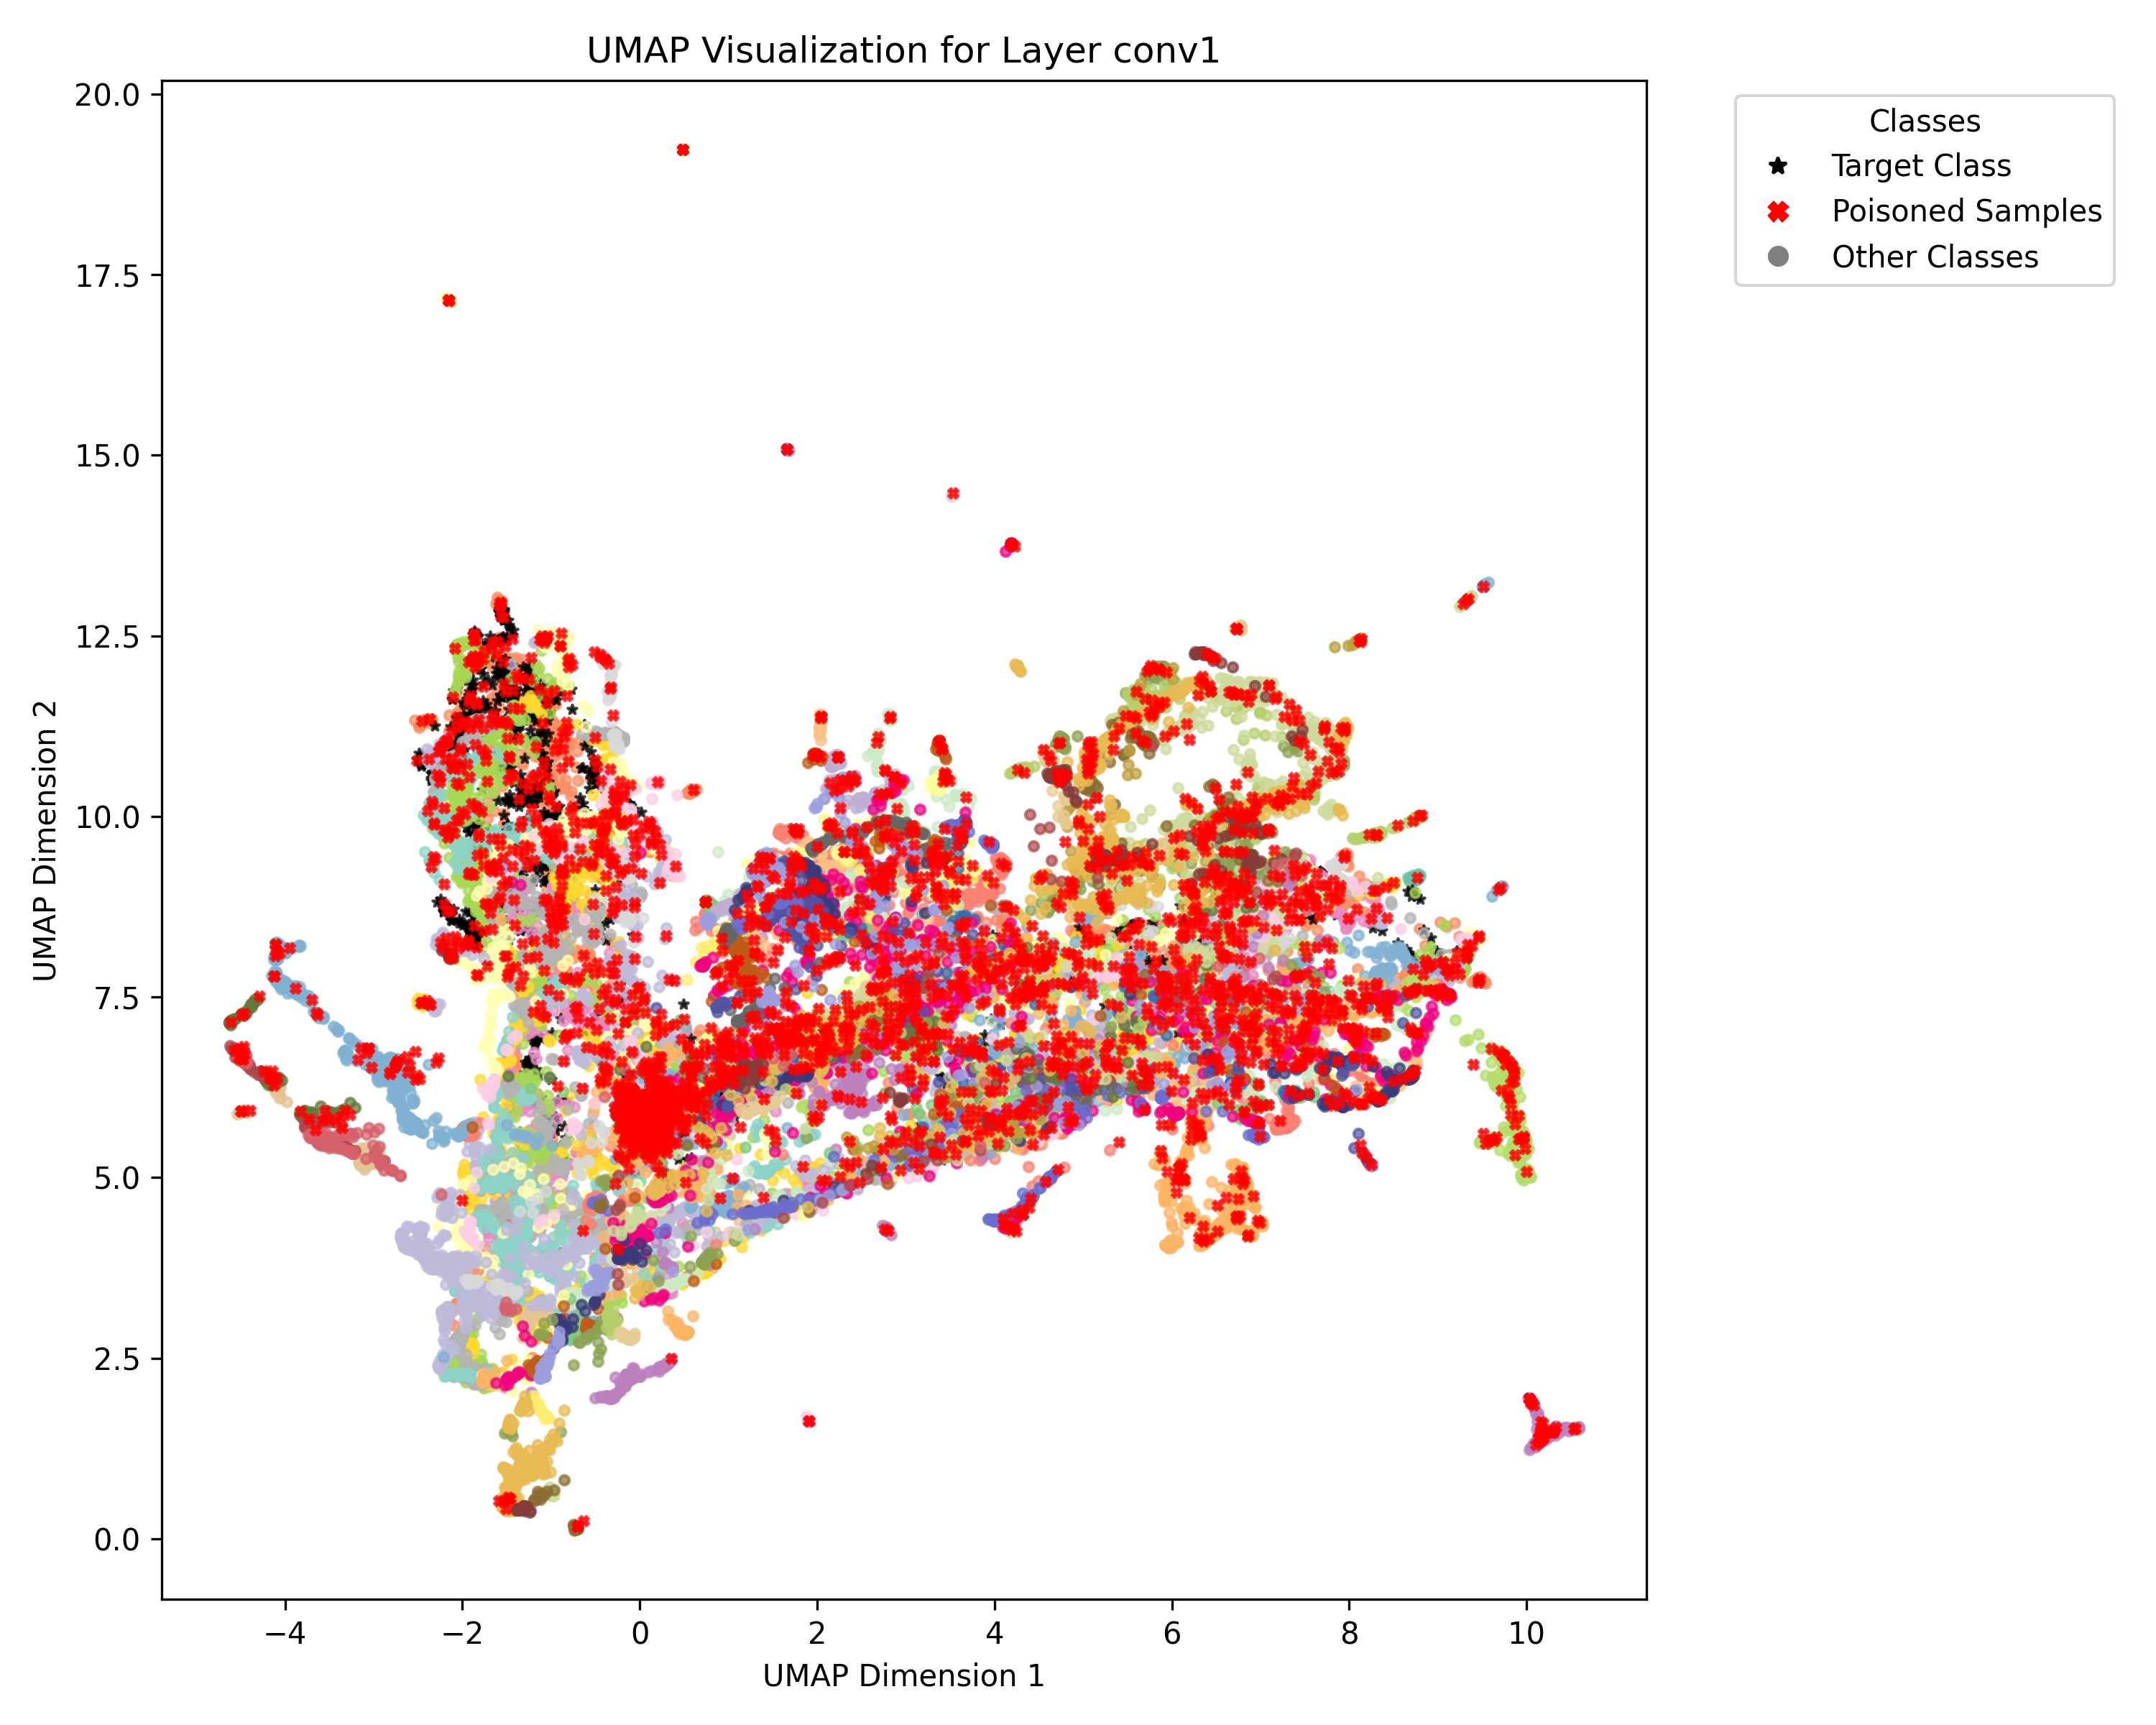 UMAP Visualization for Layer conv1
Classes
Target Class
Poisoned Samples
Other Classes
UMAP Dimension 2
20.0
17.5
15.0
12.5
10.0
7.5
5.0
2.5
0.0
−4 −2 0 2 4 6 8 10
UMAP Dimension 1